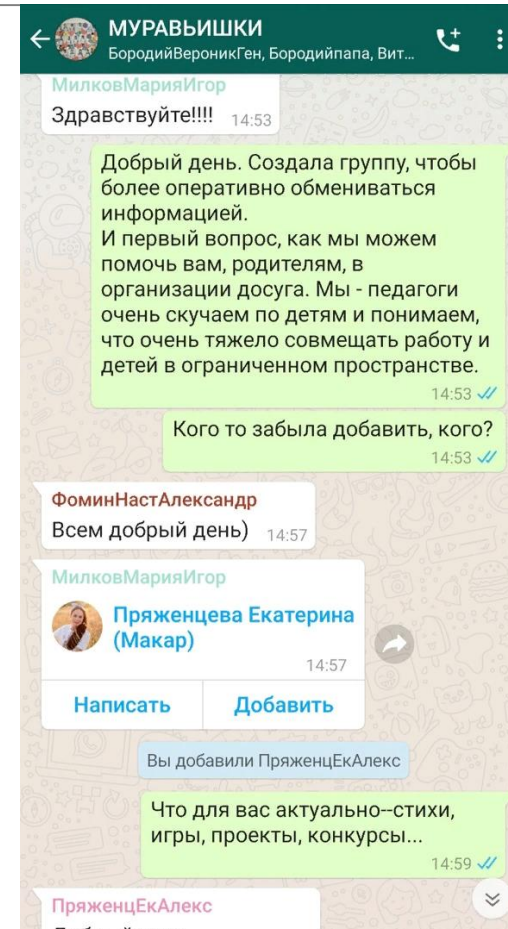 МУРАВЬИШКИ
БородийВероникГен, Бородийпапа, Вит...
МилковМарияИгор
Здравствуйте!!!! 14:53
Добрый день. Создала группу, чтобы
более оперативно обмениваться
информацией.
И первый вопрос, как мы можем
помочь вам, родителям, в
организации досуга. Мы - педагоги
очень скучаем по детям и понимаем,
что очень тяжело совмещать работу и
детей в ограниченном пространстве.
14:53
Кого то забыла добавить, кого?
14:53
ФоминНастАлександр
Всем добрый день) 14:57
МилковМарияИгор
Пряженцева Екатерина
(Макар)
14:57
Написать Добавить
Вы добавили ПряженцЕкАлекс
Что для вас актуально--стихи,
игры, проекты, конкурсы...
14:59
ПряженцЕкАлекс